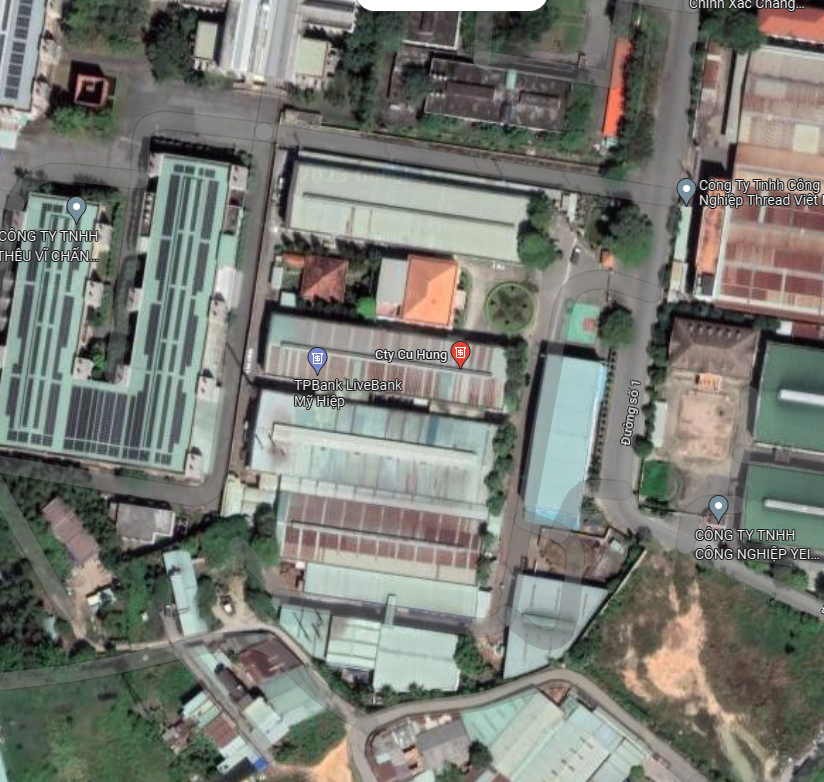 Chính Xác Chang...
Công Ty Tnhh Công
Nghiệp Thread Việt
CÔNG TY TNHH
THÊU VĨ CHẤN...
Cty Cu Hung
TPBank LiveBank
Mỹ Hiệp
Đường số 1
CÔNG TY TNHH
CÔNG NGHIỆP YEI...